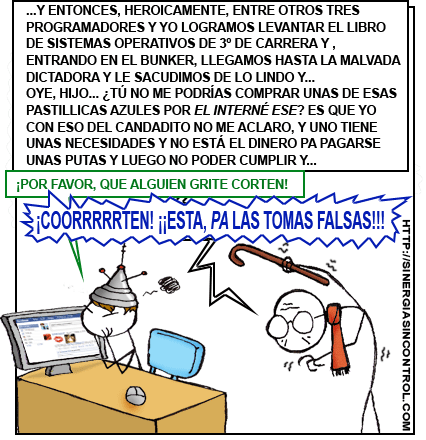 ...Y ENTONCES, HEROICAMENTE, ENTRE OTROS TRES
PROGRAMADORES Y YO LOGRAMOS LEVANTAR EL LIBRO
DE SISTEMAS OPERATIVOS DE 3º DE CARRERA Y ,
ENTRANDO EN EL BUNKER, LLEGAMOS HASTA LA MALVADA
DICTADORA Y LE SACUDIMOS DE LO LINDO Y...
OYE, HIJO... ¿TÚ NO ME PODRÍAS COMPRAR UNAS DE ESAS
PASTILLICAS AZULES POR EL INTERNÉ ESE? ES QUE YO
CON ESO DEL CANDADITO NO ME ACLARO, Y UNO TIENE
UNAS NECESIDADES Y NO ESTÁ EL DINERO PA PAGARSE
UNAS PUTAS Y LUEGO NO PODER CUMPLIR Y...
¡POR FAVOR, QUE ALGUIEN GRITE CORTEN!
¡COORRRRRTEN! ¡¡ESTA, PA LAS TOMAS FALSAS!!!
HTTP://SINERGIASINCONTROL.COM